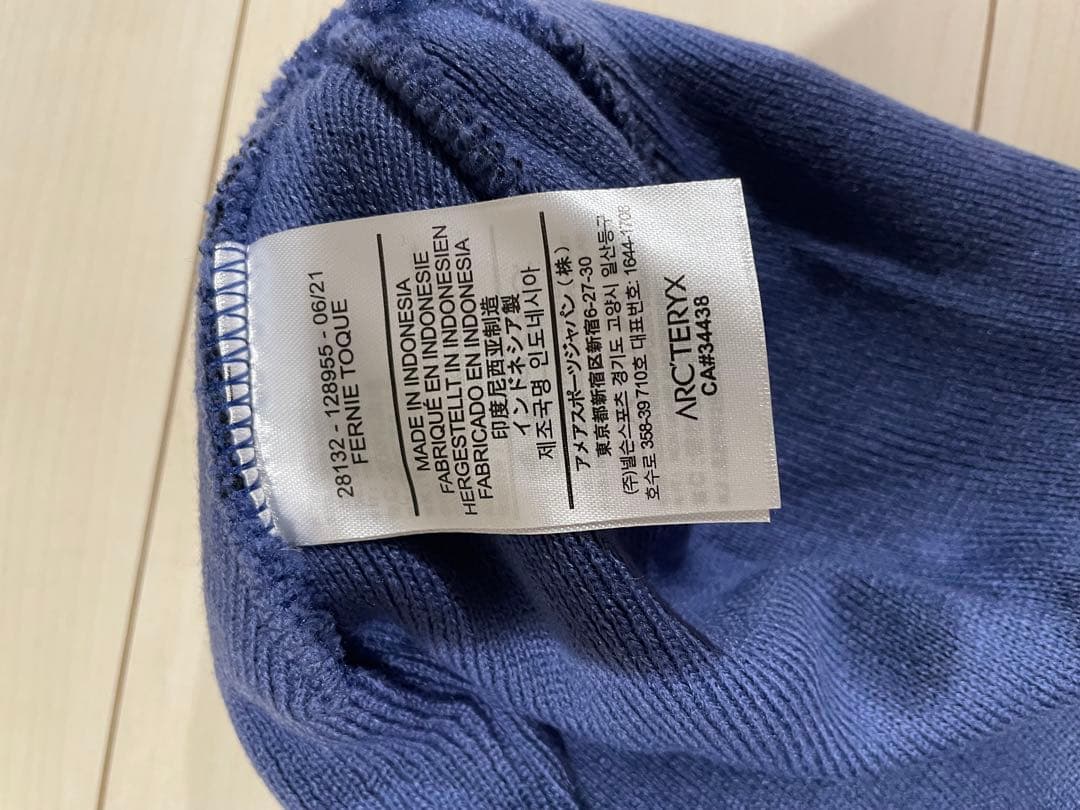 28132 - 128955 - 06/21
FERNIE TOQUE
MADE IN INDONESIA
FABRIQUÉ EN INDONESIE
HERGESTELLT IN INDONESIEN
FABRICADO EN INDONESIA
印度尼西亚制造
インドネシア製
제조국명 인도네시아
アメアスポーツジャパン(株)
東京都新宿区新宿6-27-30
(주)넬슨스포츠 경기도 고양시 일산동구
호수로 358-39 710호 대표번호: 1644-1708
ARC'TERYX
CA#34438